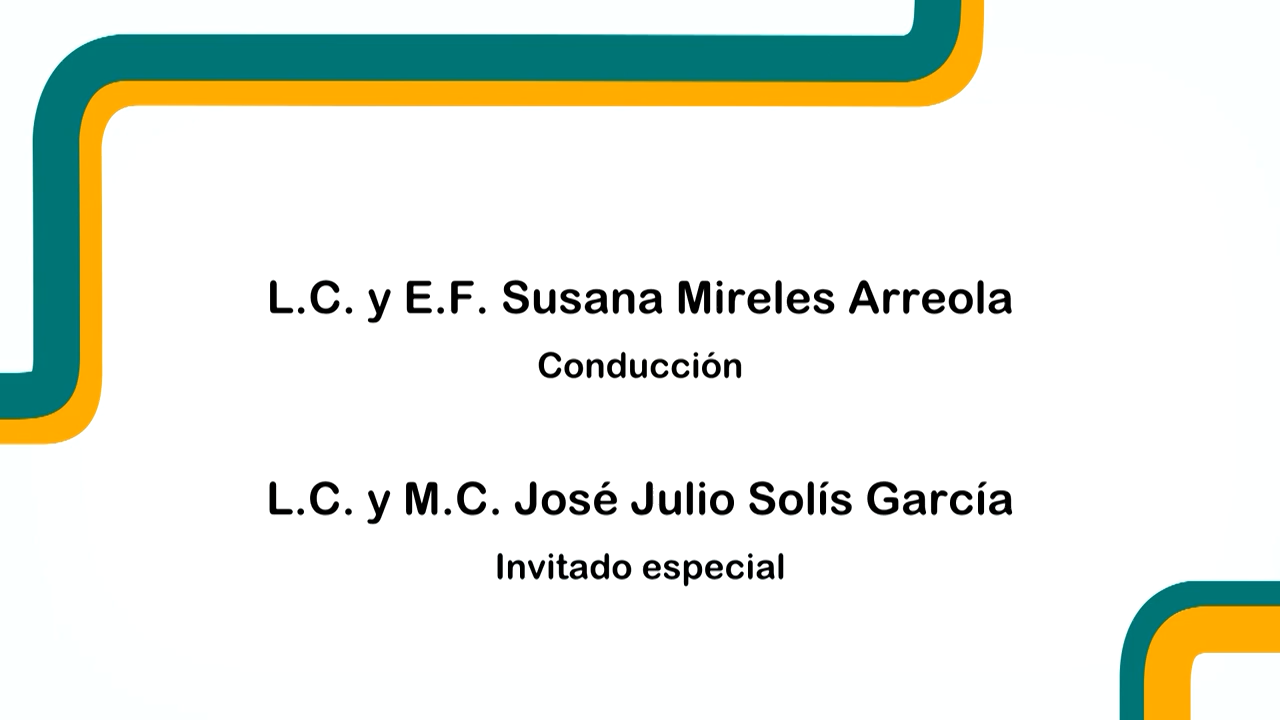 L.C. y E.F. Susana Mireles Arreola
Conducción
L.C. y M.C. José Julio Solís García
Invitado especial